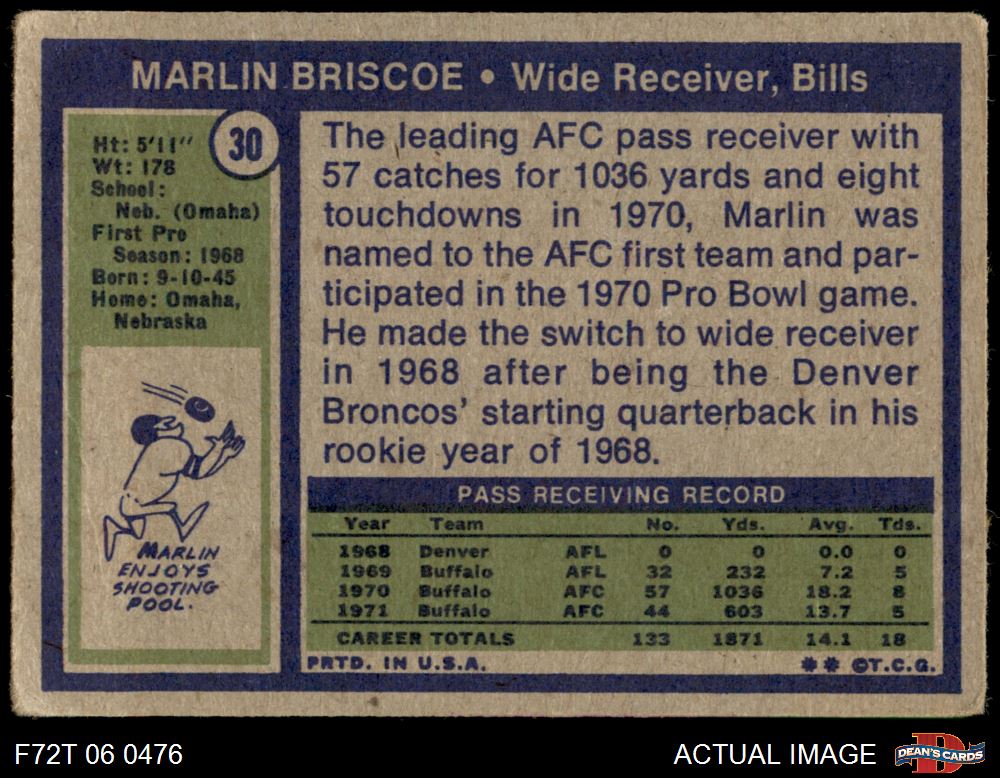 MARLIN BRISCOE • Wide Receiver, Bills
30
Ht: 5'11''
Wt: 178
School:
Neb. (Omaha)
First Pro
Season: 1968
Born: 9-10-45
Home: Omaha,
Nebraska
MARLIN
ENJOYS
SHOOTING
POOL.
The leading AFC pass receiver with
57 catches for 1036 yards and eight
touchdowns in 1970, Marlin was
named to the AFC first team and par-
ticipated in the 1970 Pro Bowl game.
He made the switch to wide receiver
in 1968 after being the Denver
Broncos' starting quarterback in his
rookie year of 1968.
PASS RECEIVING RECORD
Year Team No. Yds. Avg. Tds.
1968 Denver AFL 0 0 0.0 0
1969 Buffalo AFL 32 232 7.2 5
1970 Buffalo AFC 57 1036 18.2 8
1971 Buffalo AFC 44 603 13.7 5
CAREER TOTALS 133 1871 14.1 18
PRTD. IN U.S.A. ** ©T.C.G.
F72T 06 0476 ACTUAL IMAGE DEAN'S CARDS